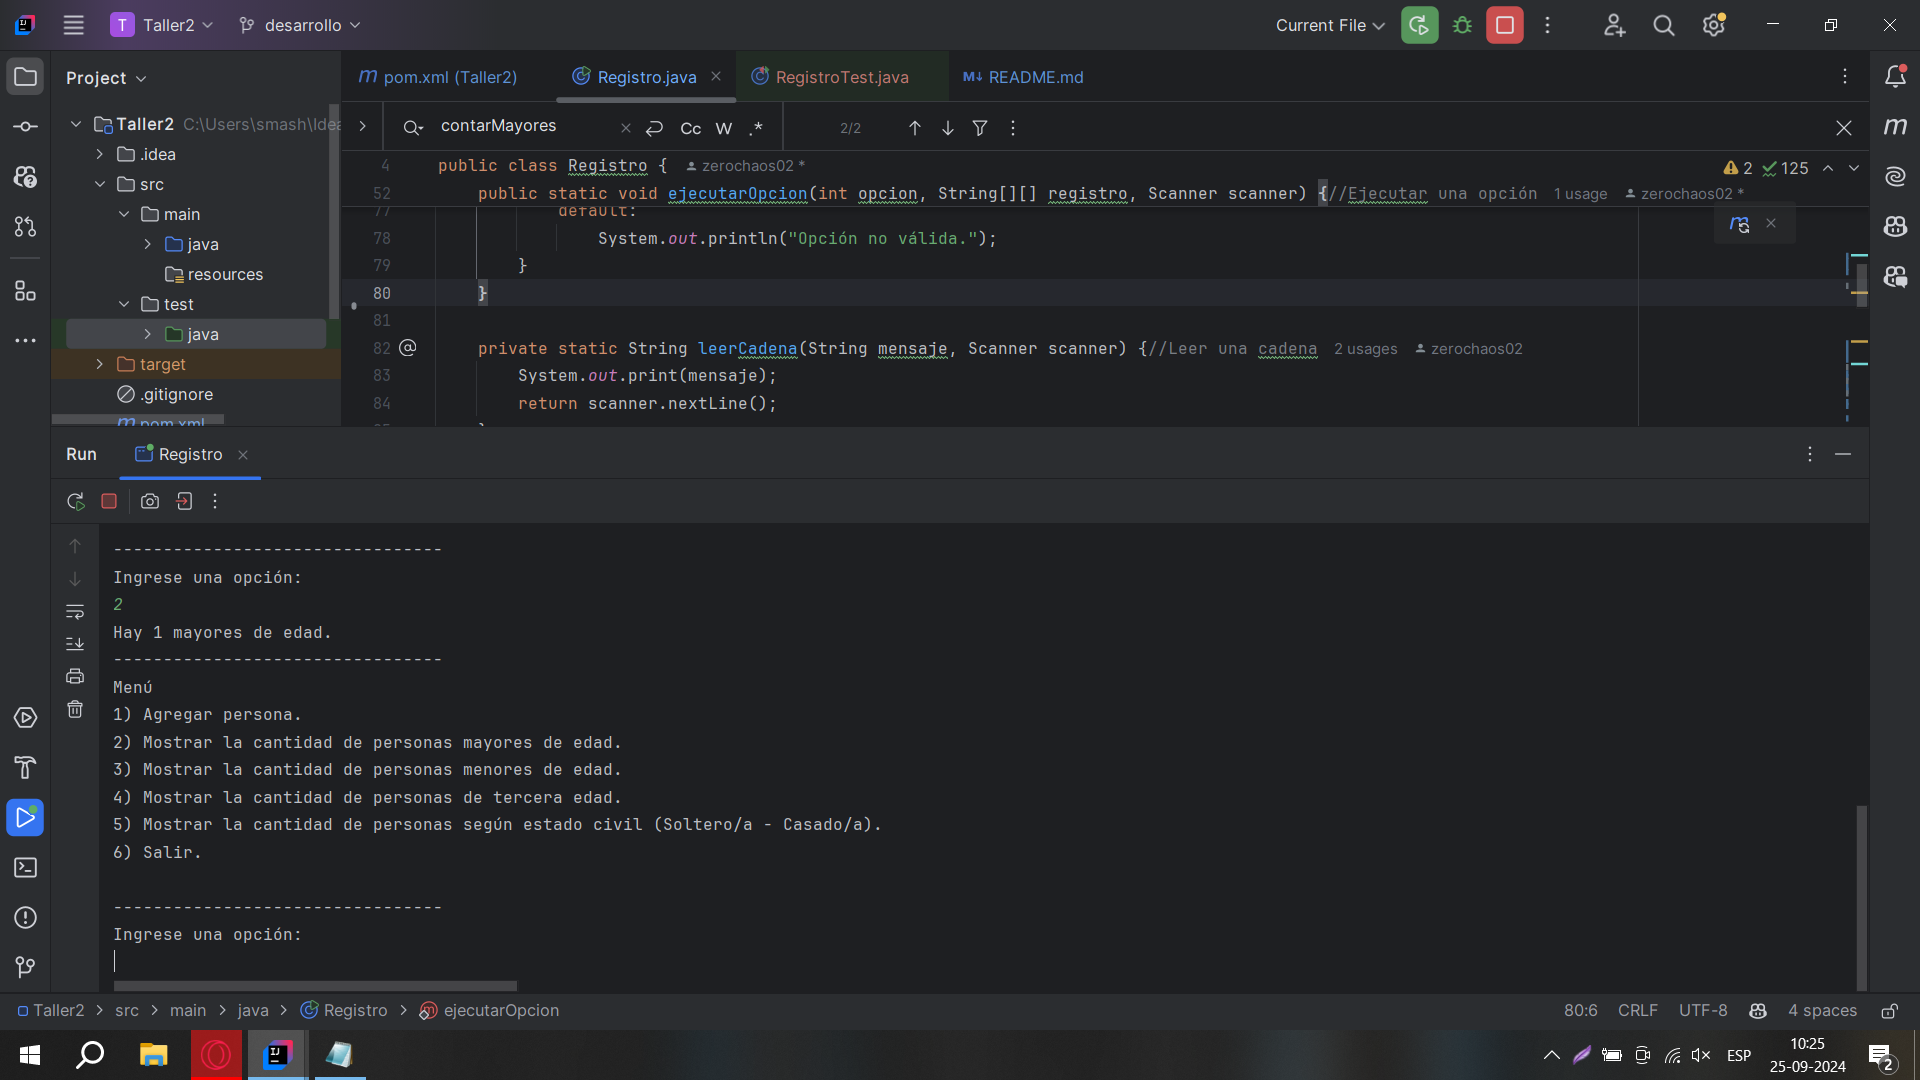 T Taller2 desarrollo Current File
Project
pom.xml (Taller2) Registro.java RegistroTest.java README.md
contarMayores Cc W .* 2/2
Taller2 C:\Users\smash\Idea
.idea
src
main
java
resources
test
java
target
.gitignore
pom.xml
4 public class Registro { zerochaos02 *
2 125
52 public static void ejecutarOpcion(int opcion, String[][] registro, Scanner scanner) {//Ejecutar una opción 1 usage zerochaos02 *
77 default:
78 System.out.println("Opción no válida.");
79 }
80 }
81
82 @ private static String leerCadena(String mensaje, Scanner scanner) {//Leer una cadena 2 usages zerochaos02
83 System.out.print(mensaje);
84 return scanner.nextLine();
Run Registro
---------------------------------
Ingrese una opción:
2
Hay 1 mayores de edad.
---------------------------------
Menú
1) Agregar persona.
2) Mostrar la cantidad de personas mayores de edad.
3) Mostrar la cantidad de personas menores de edad.
4) Mostrar la cantidad de personas de tercera edad.
5) Mostrar la cantidad de personas según estado civil (Soltero/a - Casado/a).
6) Salir.
---------------------------------
Ingrese una opción:
Taller2 > src > main > java > Registro > ejecutarOpcion 80:6 CRLF UTF-8 4 spaces
ESP
10:25
25-09-2024
2